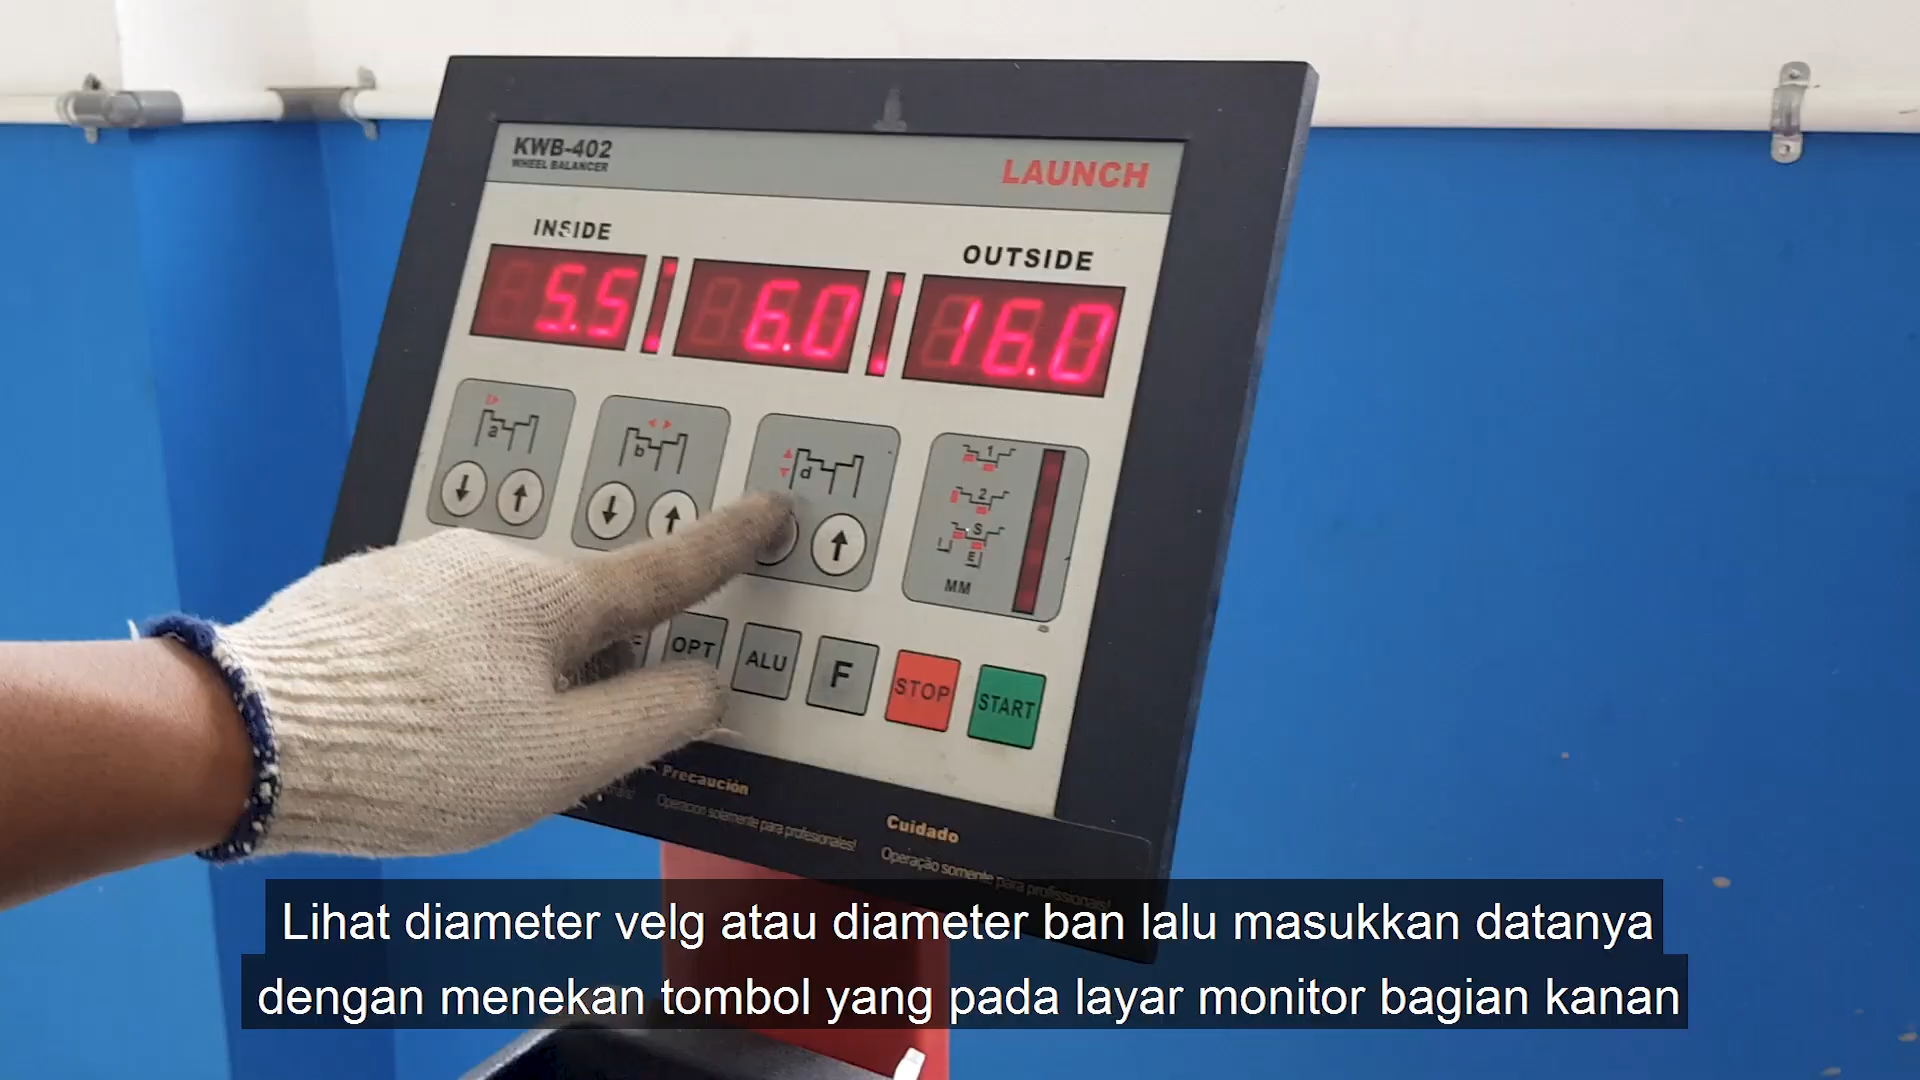 KWB-402
WHEEL BALANCER
LAUNCH
INSIDE
OUTSIDE
5.5
6.0
16.0
a
b
d
1
2
S
E
MM
OPT
ALU
F
STOP
START
Precaución
Operacion solamente para profesionales!
Cuidado
Operação somente para profissionais!
Lihat diameter velg atau diameter ban lalu masukkan datanya
dengan menekan tombol yang pada layar monitor bagian kanan